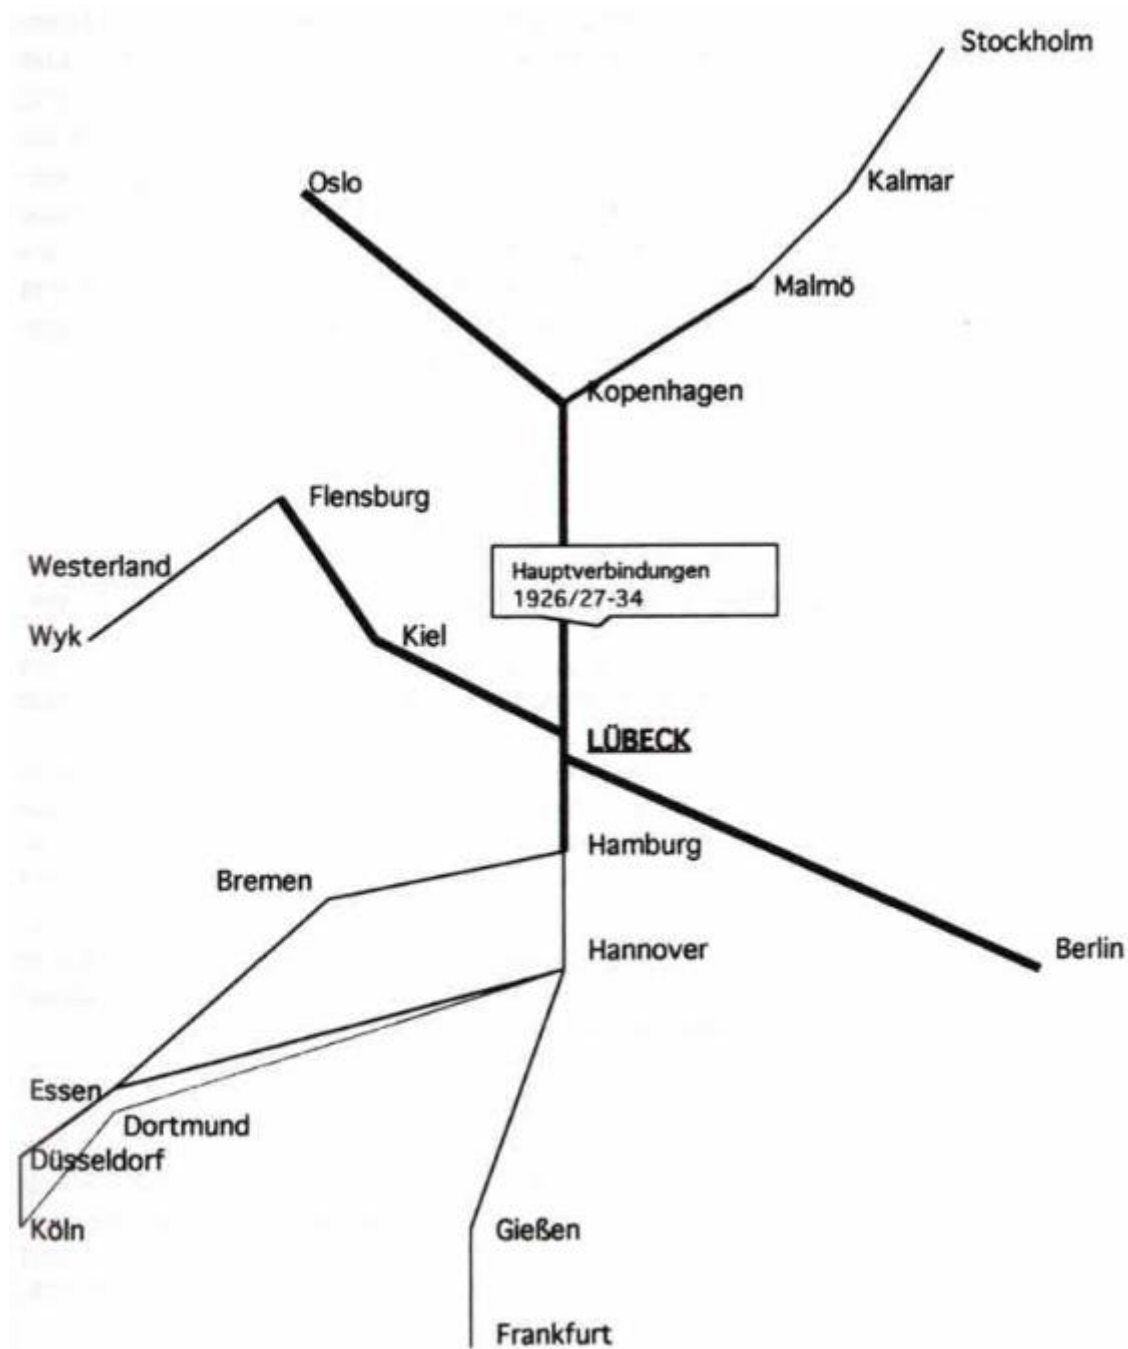 Stockholm
Oslo
Kalmar
Malmö
Kopenhagen
Flensburg
Westerland
Hauptverbindungen
1926/27-34
Wyk
Kiel
LÜBECK
Hamburg
Bremen
Hannover
Berlin
Essen
Dortmund
Düsseldorf
Köln
Gießen
Frankfurt